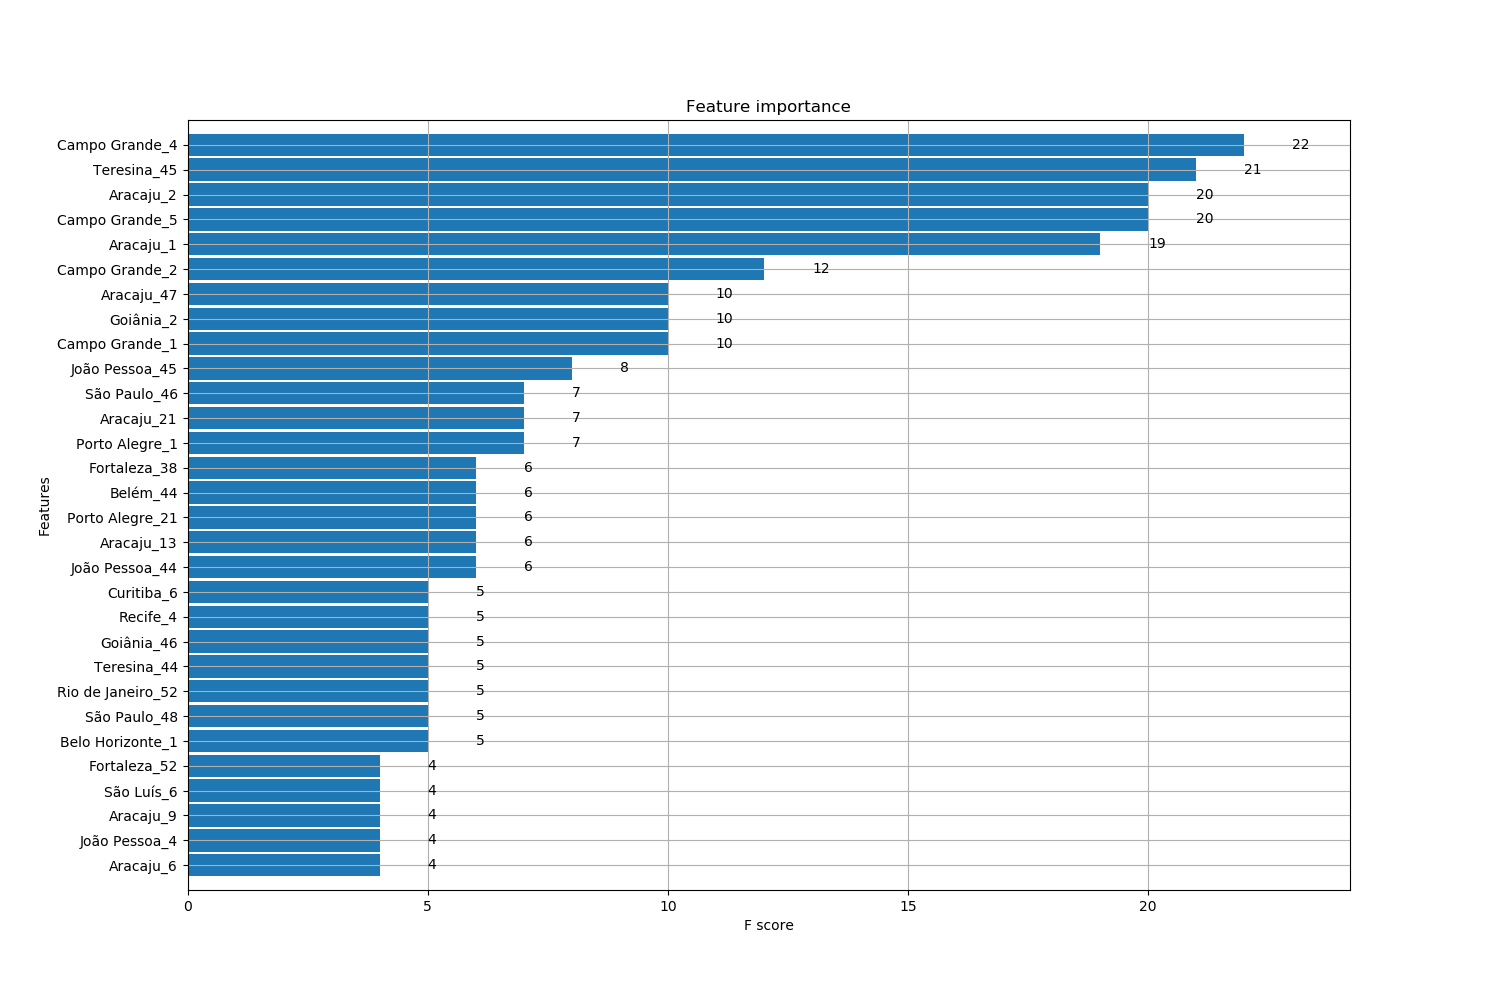 Feature importance
Campo Grande_4 22
Teresina_45 21
Aracaju_2 20
Campo Grande_5 20
Aracaju_1 19
Campo Grande_2 12
Aracaju_47 10
Goiânia_2 10
Campo Grande_1 10
João Pessoa_45 8
São Paulo_46 7
Aracaju_21 7
Porto Alegre_1 7
Fortaleza_38 6
Belém_44 6
Porto Alegre_21 6
Aracaju_13 6
João Pessoa_44 6
Curitiba_6 5
Recife_4 5
Goiânia_46 5
Teresina_44 5
Rio de Janeiro_52 5
São Paulo_48 5
Belo Horizonte_1 5
Fortaleza_52 4
São Luís_6 4
Aracaju_9 4
João Pessoa_4 4
Aracaju_6 4
Features
0 5 10 15 20
F score